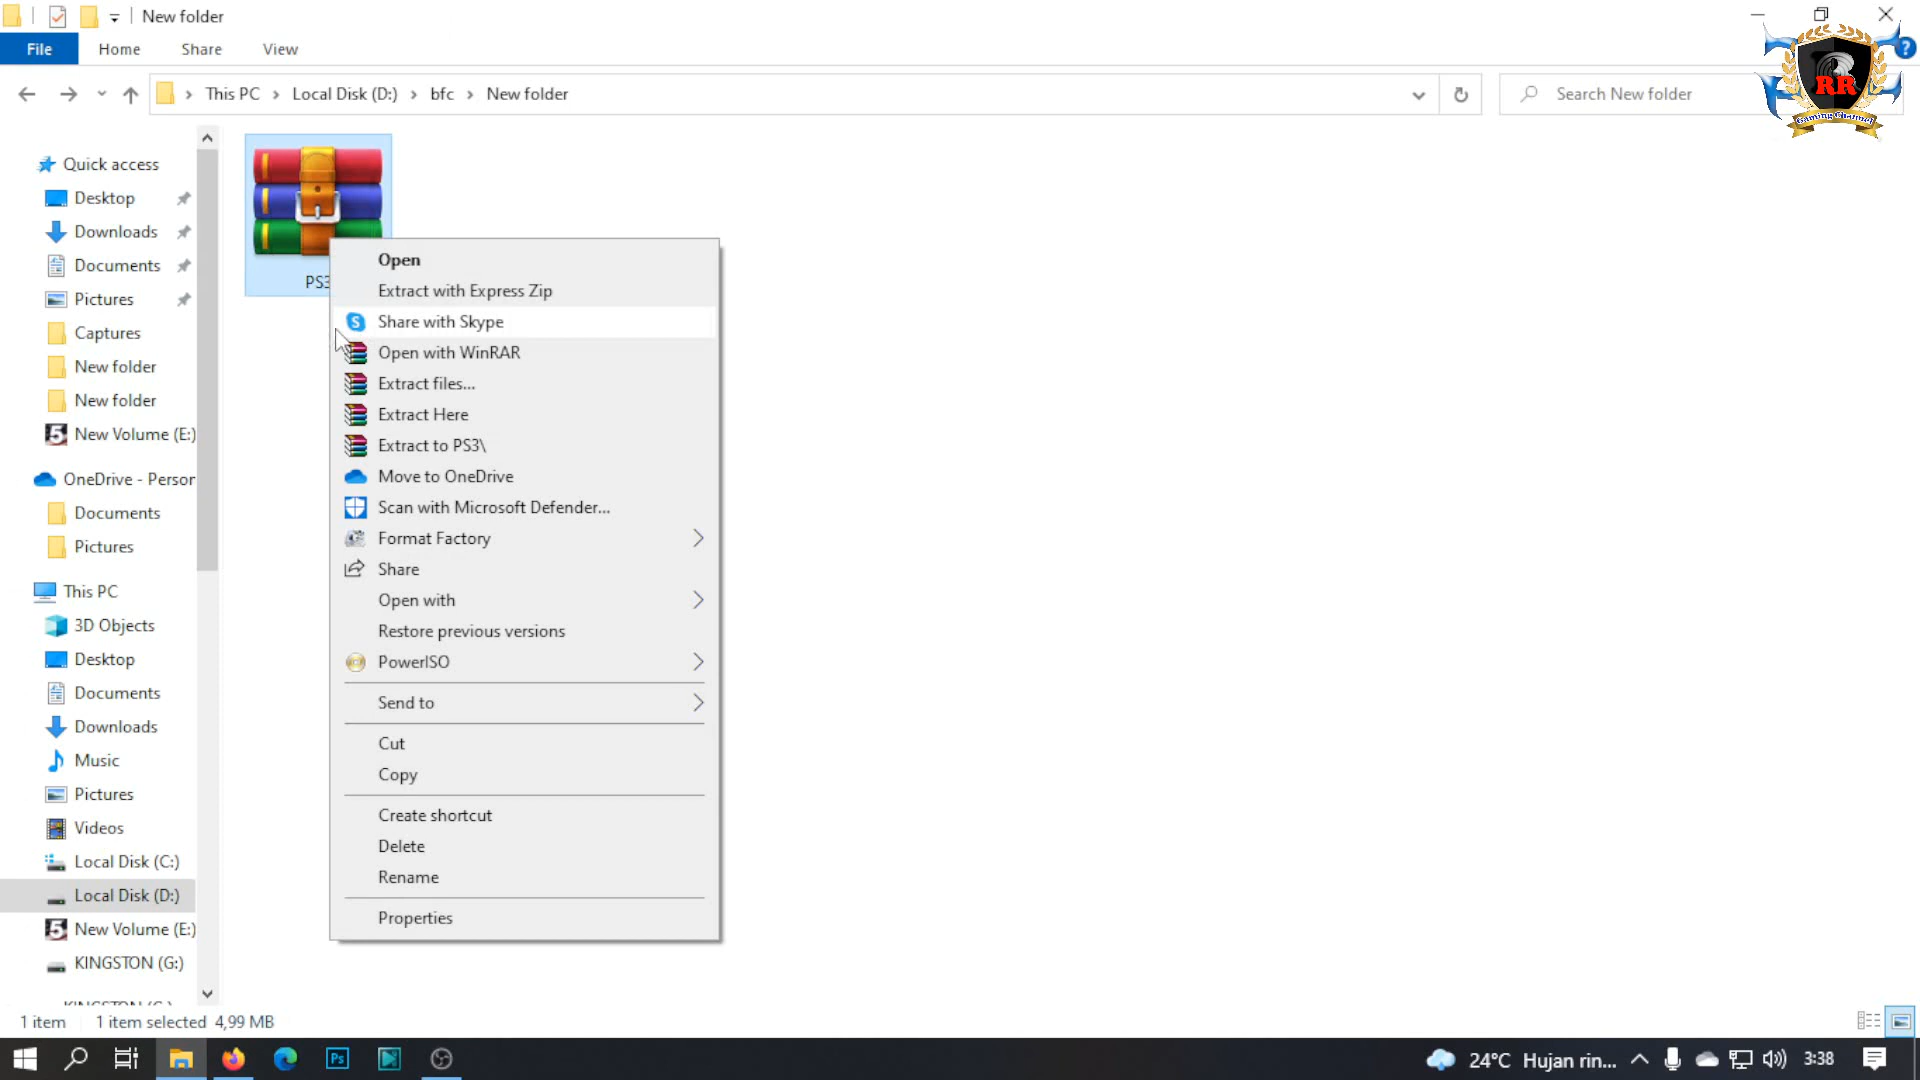 New folder
File Home Share View
This PC Local Disk (D:) bfc New folder
Search New folder
RR
Gaming Channel
Quick access
Desktop
Downloads
Documents
Pictures
Captures
New folder
New folder
New Volume (E:)
OneDrive - Person
Documents
Pictures
This PC
3D Objects
Desktop
Documents
Downloads
Music
Pictures
Videos
Local Disk (C:)
Local Disk (D:)
New Volume (E:)
KINGSTON (G:)
PS3
Open
Extract with Express Zip
Share with Skype
Open with WinRAR
Extract files...
Extract Here
Extract to PS3\
Move to OneDrive
Scan with Microsoft Defender...
Format Factory
Share
Open with
Restore previous versions
PowerISO
Send to
Cut
Copy
Create shortcut
Delete
Rename
Properties
1 item 1 item selected 4,99 MB
Ps
24°C Hujan rin... 3:38